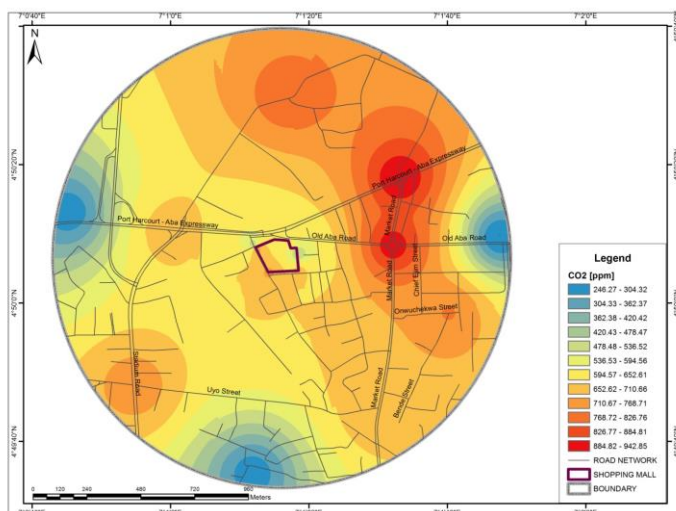 7°0'40"E 7°1'0"E 7°1'20"E 7°1'40"E 7°2'0"E
N
4°50'20"N
Port Harcourt - Aba Expressway
Port Harcourt - Aba Expressway
Market Road
Old Aba Road
Old Aba Road
Market Road
Chief Ejim Street
4°50'0"N
Onwuchekwa Street
Stadium Road
Uyo Street
Market Road
Bende Street
4°49'40"N
Legend
CO2 [ppm]
246.27 - 304.32
304.33 - 362.37
362.38 - 420.42
420.43 - 478.47
478.48 - 536.52
536.53 - 594.56
594.57 - 652.61
652.62 - 710.66
710.67 - 768.71
768.72 - 826.76
826.77 - 884.81
884.82 - 942.85
ROAD NETWORK
SHOPPING MALL
BOUNDARY
0 120 240 480 720 960
Meters